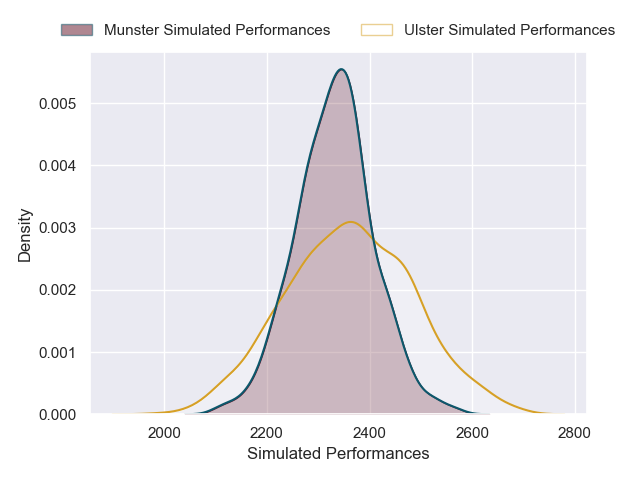 Munster Simulated Performances Ulster Simulated Performances
0.005
0.004
0.003
0.002
0.001
0.000
Density
2000 2200 2400 2600 2800
Simulated Performances